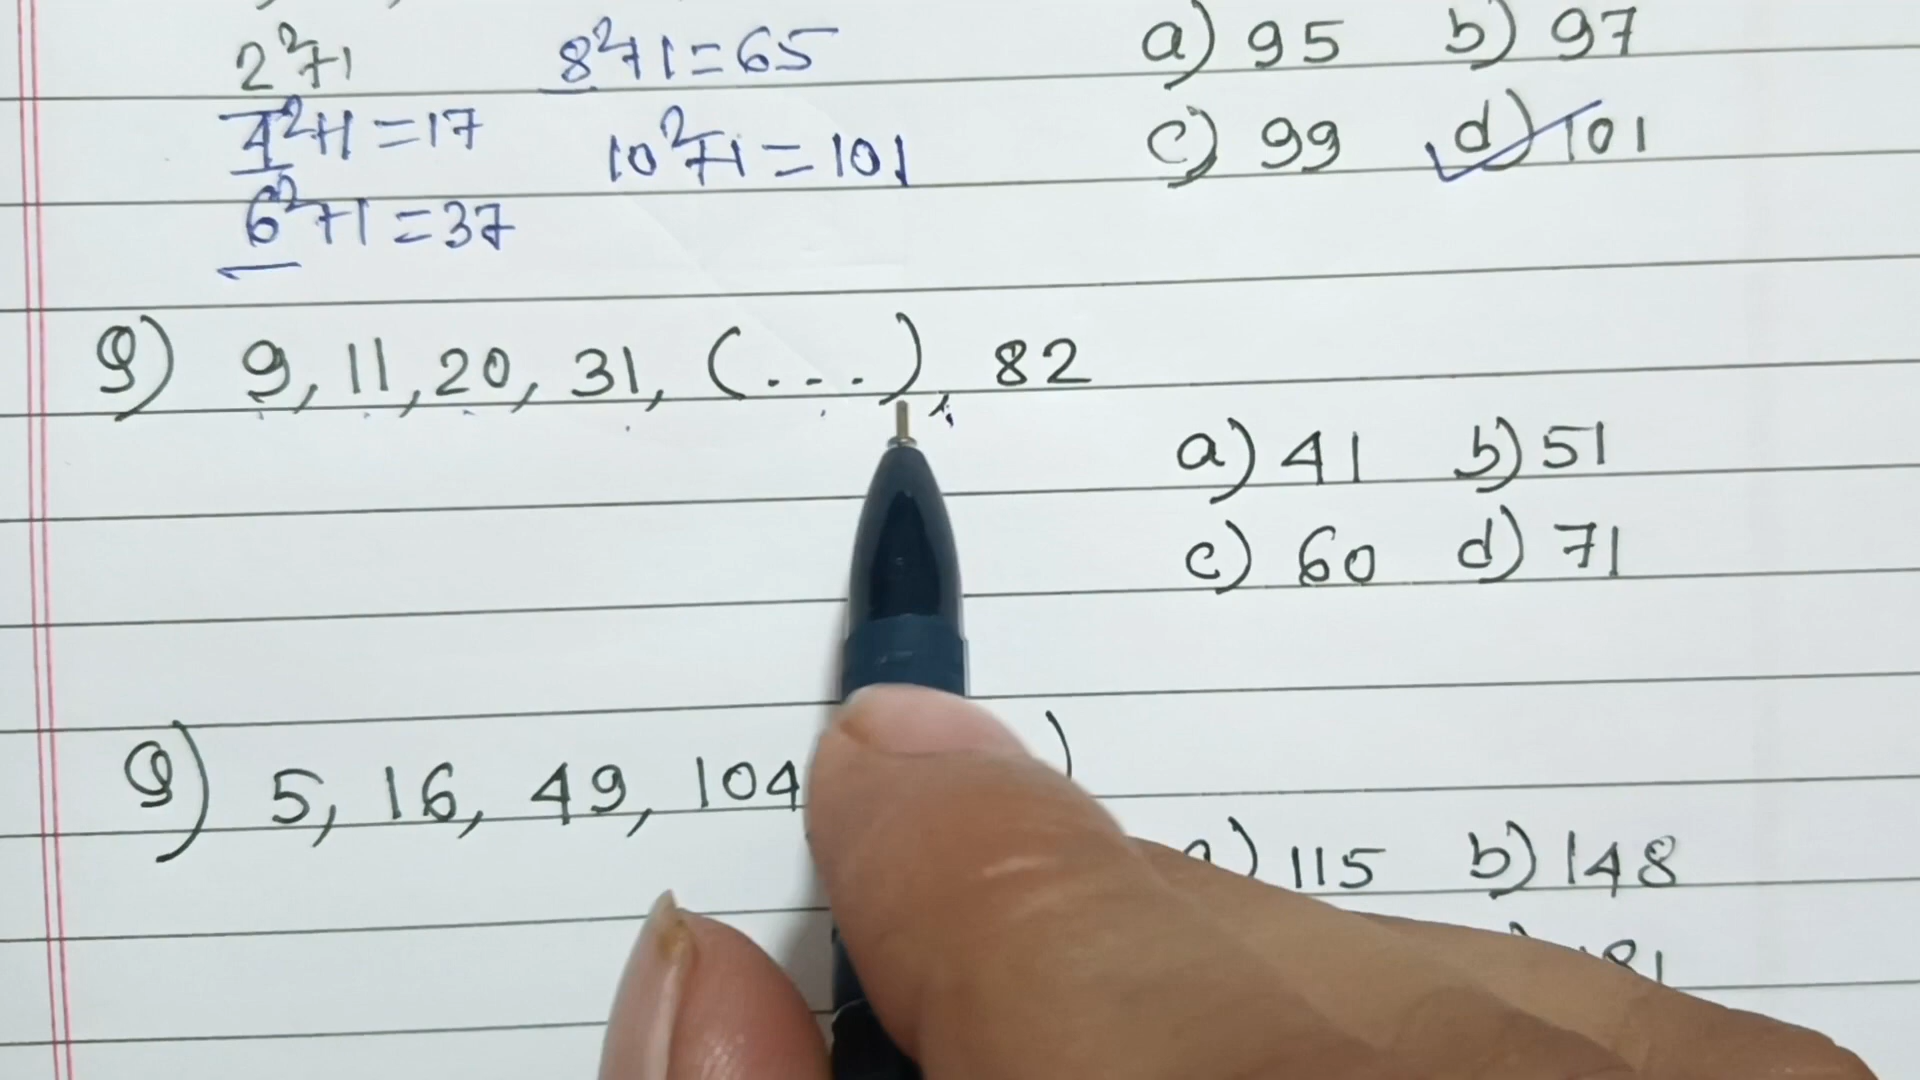 2²+1 8²+1=65 a) 95 b) 97
4²+1=17 10²+1=101 c) 99 d) 101
6²+1=37
9) 9, 11, 20, 31, (...), 82
a) 41 b) 51
c) 60 d) 71
9) 5, 16, 49, 104 )
) 115 b) 148